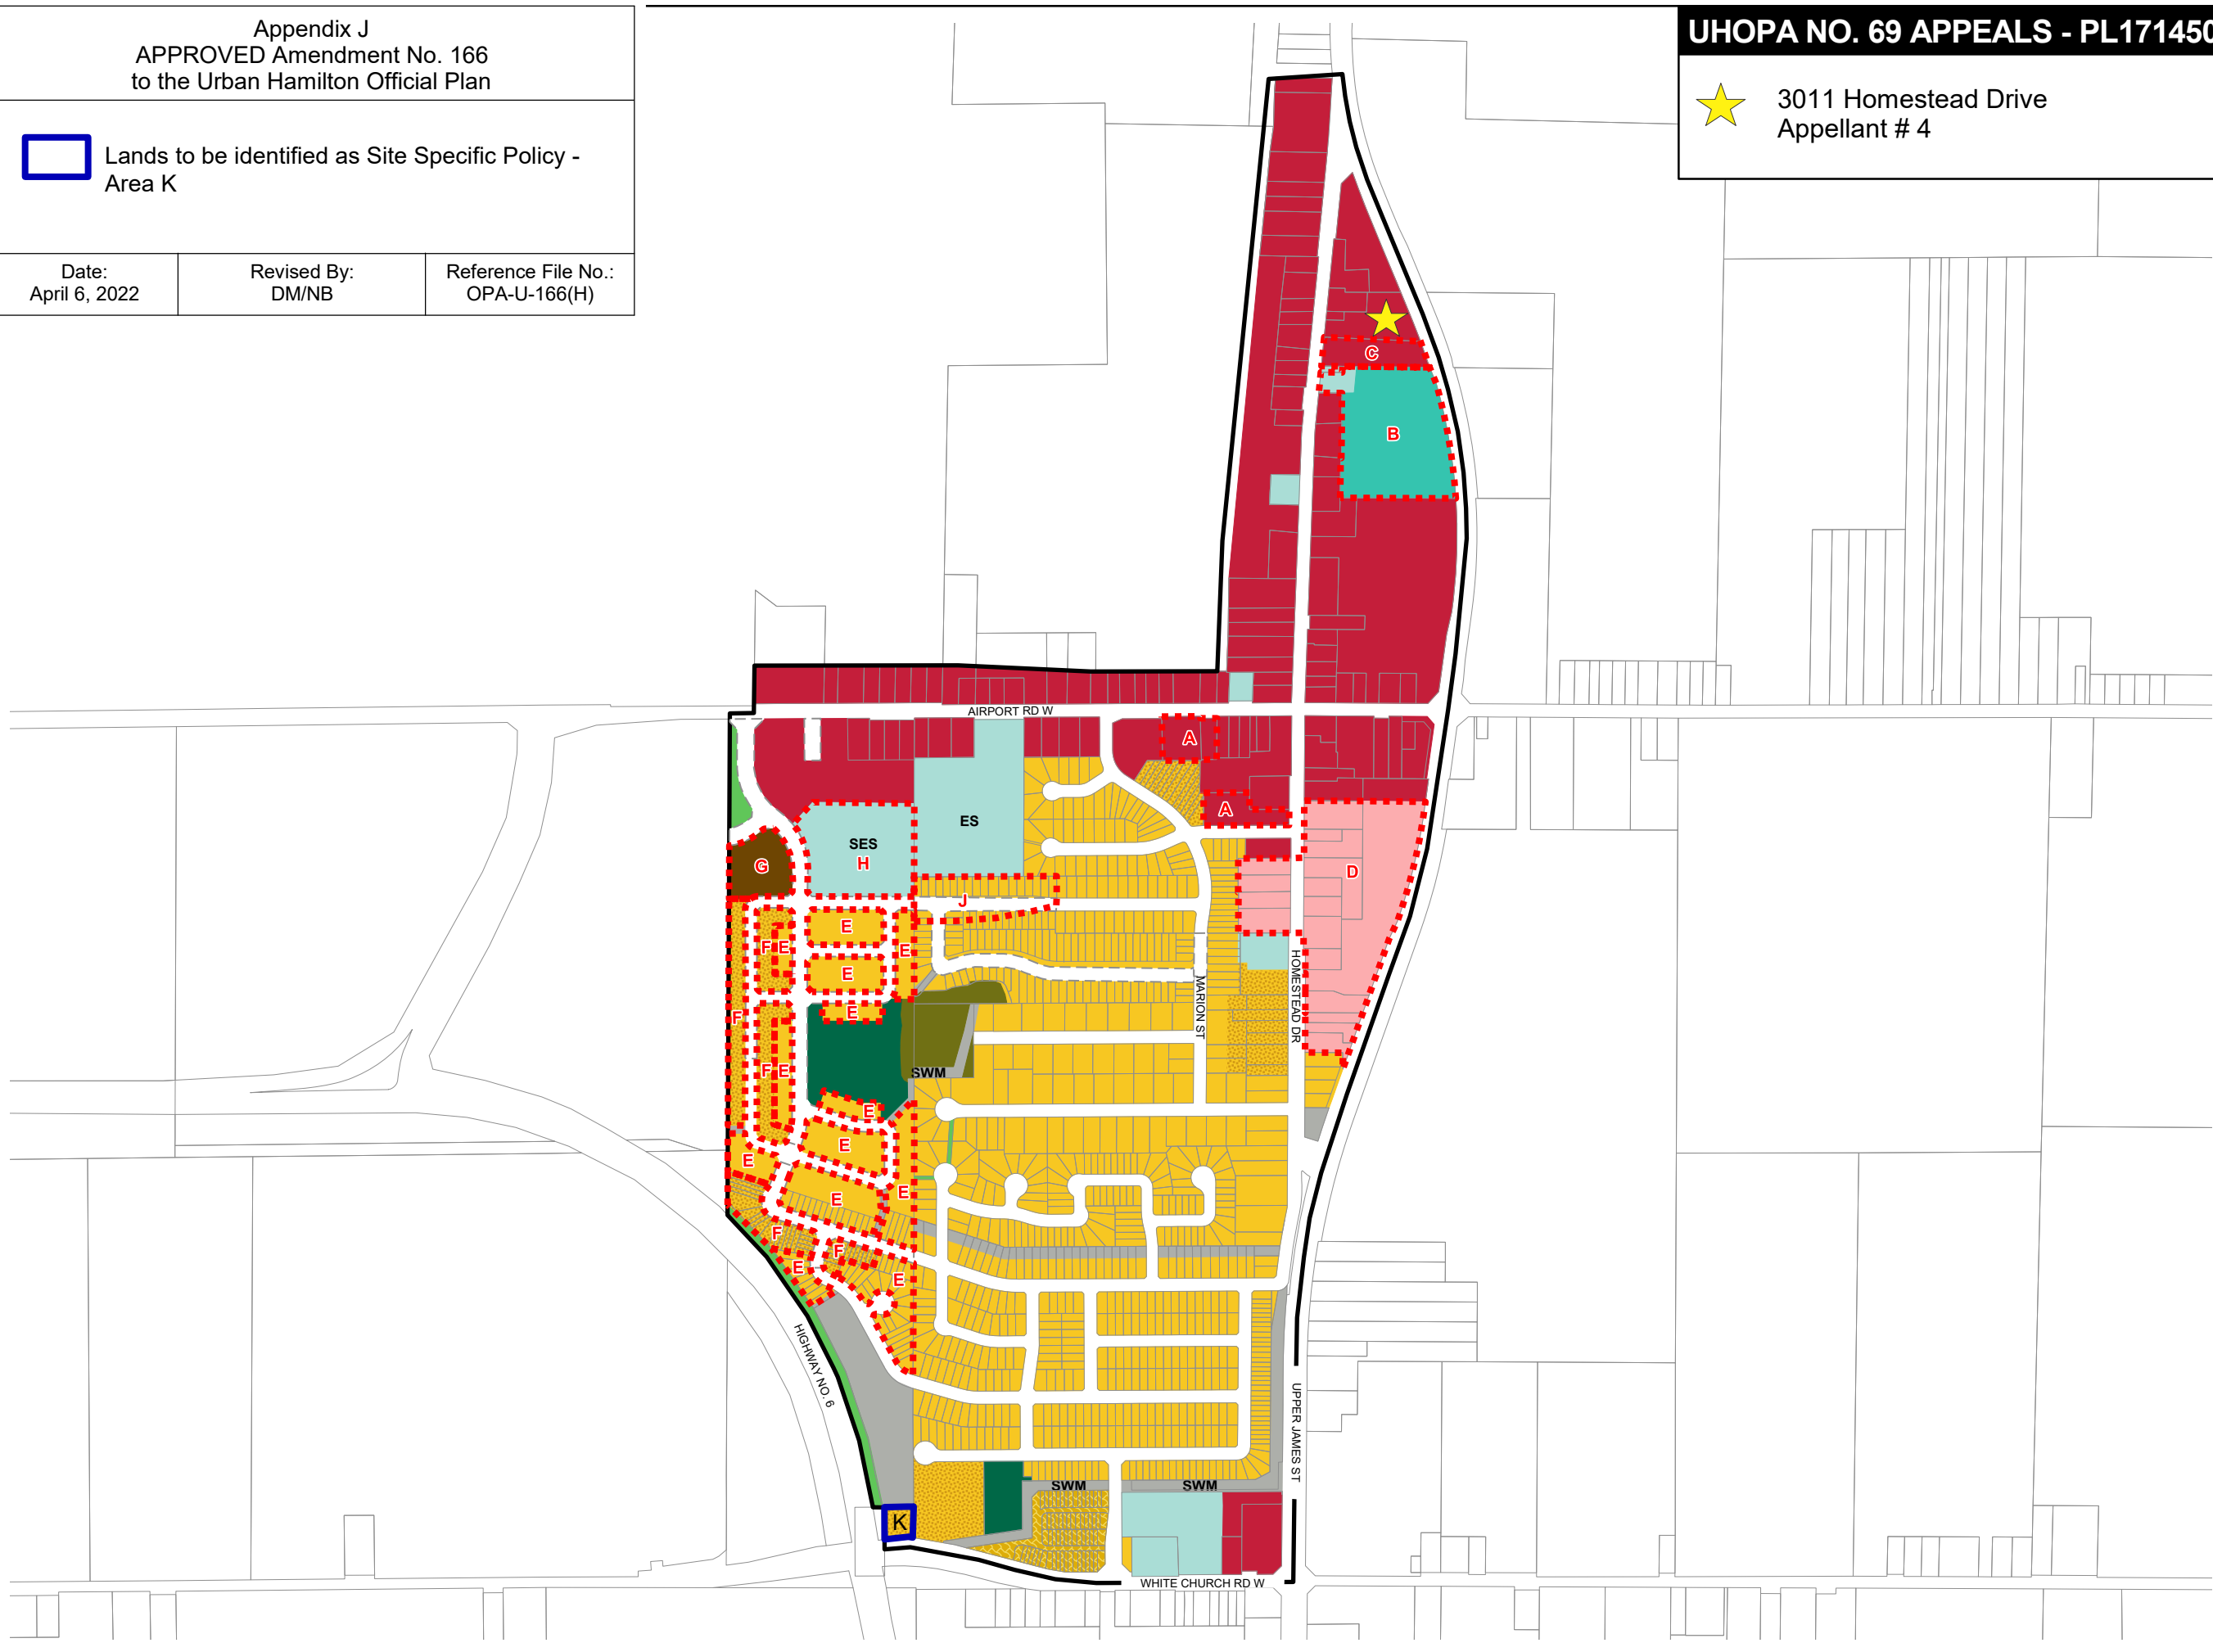 Appendix J
APPROVED Amendment No. 166
to the Urban Hamilton Official Plan
Lands to be identified as Site Specific Policy -
Area K
Date:
April 6, 2022
Revised By:
DM/NB
Reference File No.:
OPA-U-166(H)
UHOPA NO. 69 APPEALS - PL171450
3011 Homestead Drive
Appellant # 4
C
B
AIRPORT RD W
A
A
ES
SES
H
G
D
J
E
F E
E
E
HOMESTEAD DR
MARION ST
E
F
F E
SWM
E
E
E
E
E
F
F
E
E
HIGHWAY NO. 6
UPPER JAMES ST
SWM
SWM
K
WHITE CHURCH RD W